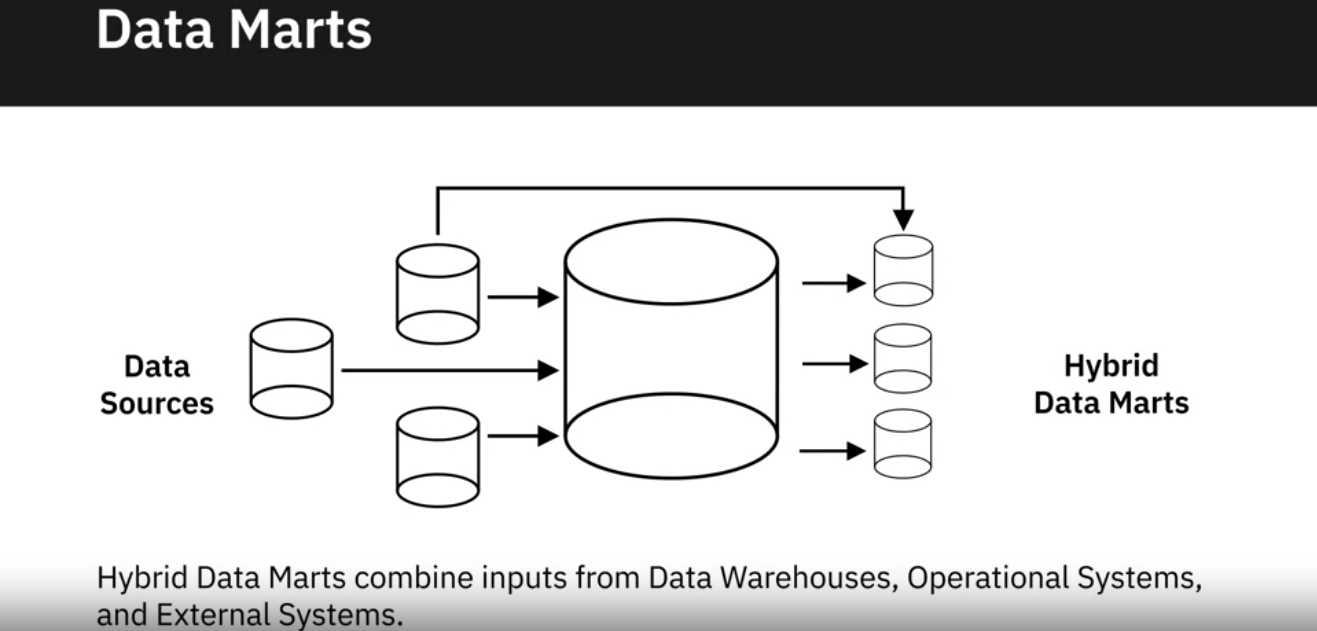 Data Marts
Data
Sources
Hybrid
Data Marts
Hybrid Data Marts combine inputs from Data Warehouses, Operational Systems,
and External Systems.